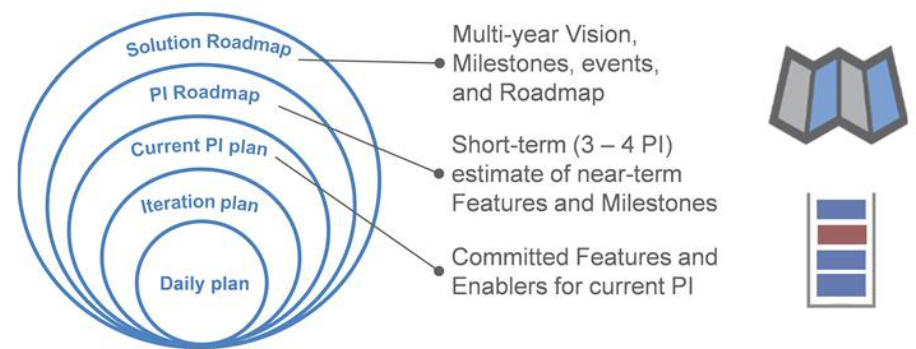 Solution Roadmap
PI Roadmap
Current PI plan
Iteration plan
Daily plan
Multi-year Vision,
Milestones, events,
and Roadmap
Short-term (3 – 4 PI)
estimate of near-term
Features and Milestones
Committed Features and
Enablers for current PI